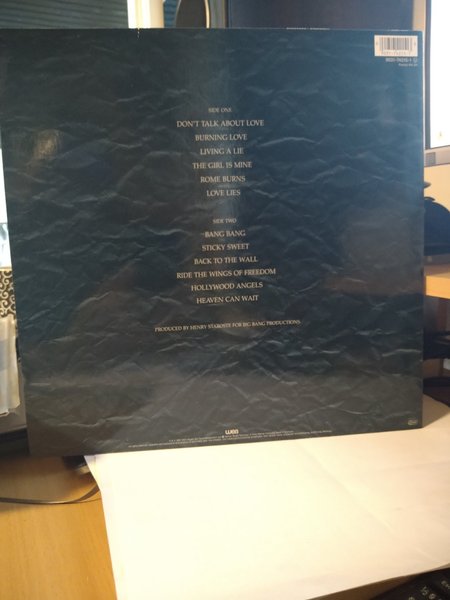 SIDE ONE
DON'T TALK ABOUT LOVE
BURNING LOVE
LIVING A LIE
THE GIRL IS MINE
ROME BURNS
LOVE LIES
SIDE TWO
BANG BANG
STICKY SWEET
BACK TO THE WALL
RIDE THE WINGS OF FREEDOM
HOLLYWOOD ANGELS
HEAVEN CAN WAIT
PRODUCED BY HENRY STAROSTE FOR BIG BANG PRODUCTIONS
wea